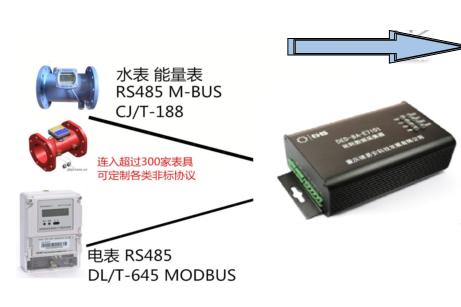 水表 能量表
RS485 M-BUS
CJ/T-188
连入超过300家表具
可定制各类非标协议
电表 RS485
DL/T-645 MODBUS